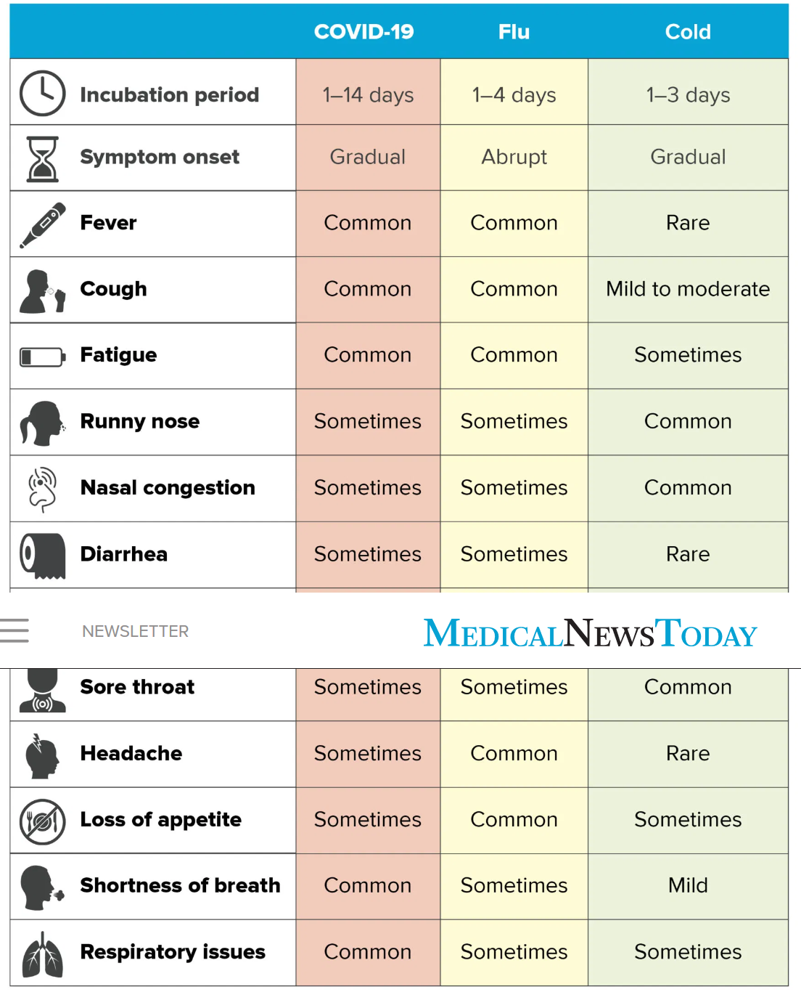 COVID-19 Flu Cold
Incubation period 1–14 days 1–4 days 1–3 days
Symptom onset Gradual Abrupt Gradual
Fever Common Common Rare
Cough Common Common Mild to moderate
Fatigue Common Common Sometimes
Runny nose Sometimes Sometimes Common
Nasal congestion Sometimes Sometimes Common
Diarrhea Sometimes Sometimes Rare
NEWSLETTER MEDICALNEWSTODAY
Sore throat Sometimes Sometimes Common
Headache Sometimes Common Rare
Loss of appetite Sometimes Common Sometimes
Shortness of breath Common Sometimes Mild
Respiratory issues Common Sometimes Sometimes